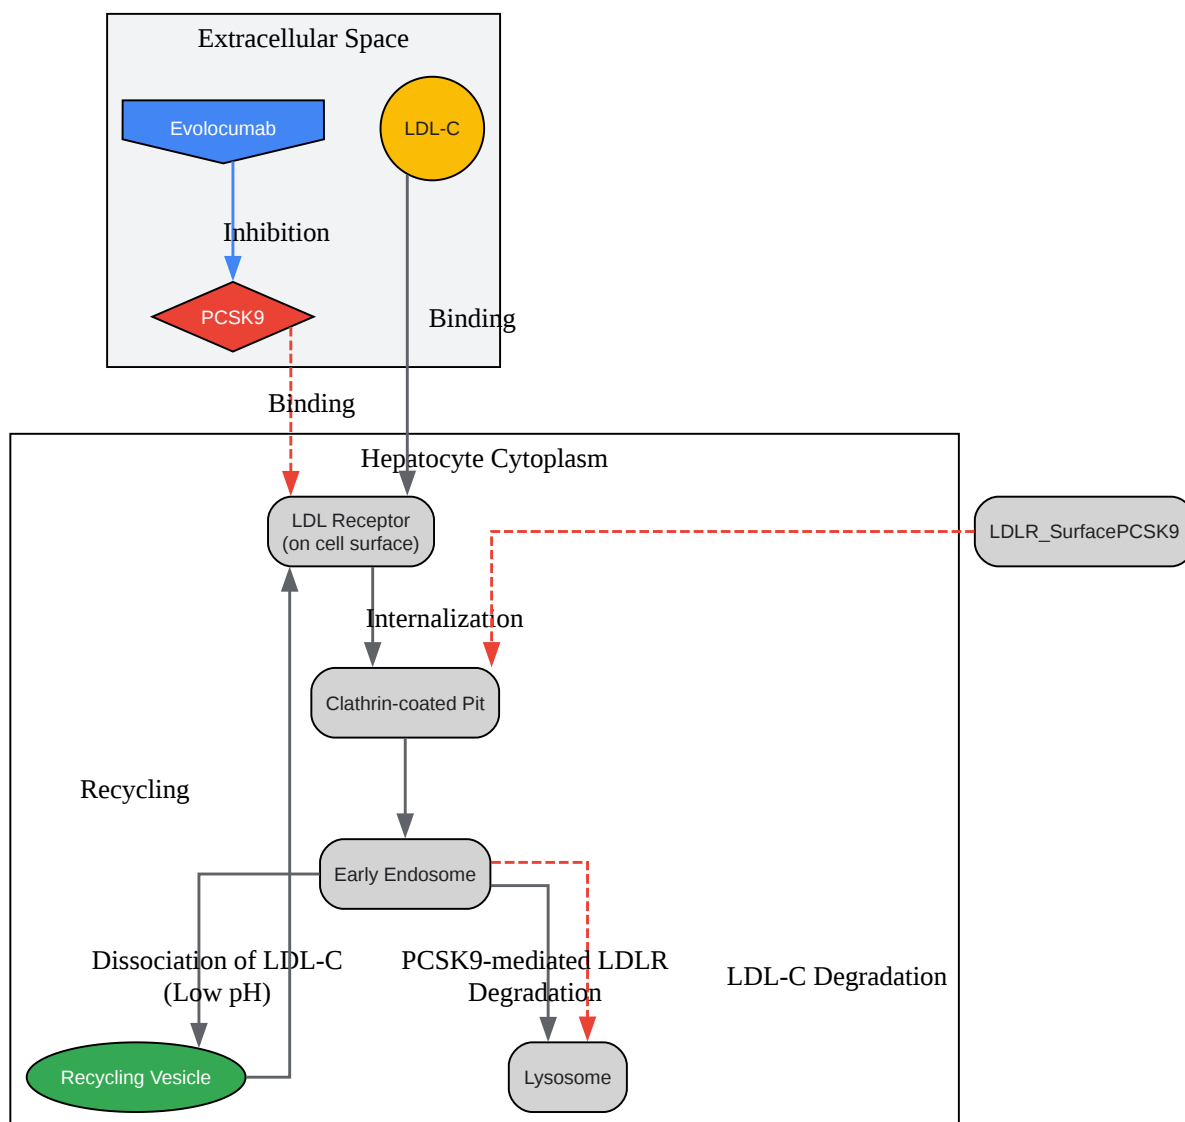 Extracellular Space
Evolocumab
LDL-C
Inhibition
PCSK9
Binding
Binding
Hepatocyte Cytoplasm
LDL Receptor
(on cell surface)
LDLR_SurfacePCSK9
Internalization
Clathrin-coated Pit
Recycling
Early Endosome
Dissociation of LDL-C
(Low pH)
PCSK9-mediated LDLR
Degradation
LDL-C Degradation
Recycling Vesicle
Lysosome